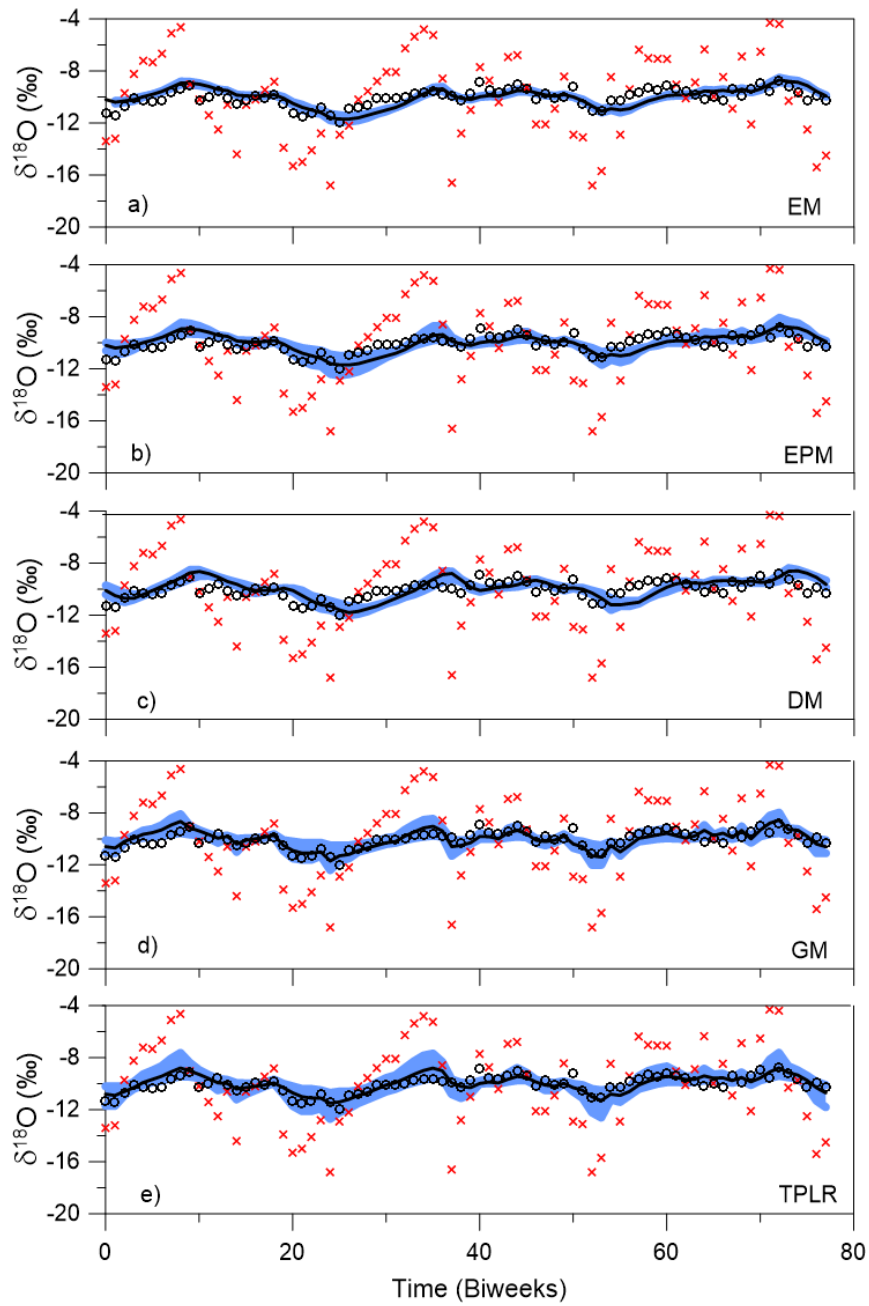 -4
-8
-12
-16
-20
δ¹⁸O (‰)
a)
EM
-4
-8
-12
-16
-20
δ¹⁸O (‰)
b)
EPM
-4
-8
-12
-16
-20
δ¹⁸O (‰)
c)
DM
-4
-8
-12
-16
-20
δ¹⁸O (‰)
d)
GM
-4
-8
-12
-16
-20
δ¹⁸O (‰)
e)
TPLR
0 20 40 60 80
Time (Biweeks)